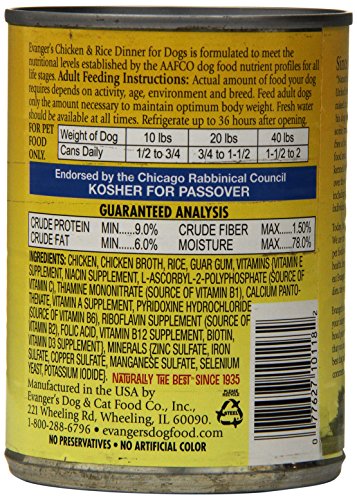 Evanger's Chicken & Rice Dinner for Dogs is formulated to meet the
nutritional levels established by the AAFCO dog food nutrient profiles for all
life stages. Adult Feeding Instructions: Actual amount of food your dog
requires depends on activity, age, environment and breed. Feed adult dogs
only the amount necessary to maintain optimum body weight. Fresh water
should be available at all times. Refrigerate up to 36 hours after opening.
FOR PET
FOOD
ONLY.
Weight of Dog 10 lbs 20 lbs 40 lbs
Cans Daily 1/2 to 3/4 3/4 to 1-1/2 1-1/2 to 2
Endorsed by the Chicago Rabbinical Council
KOSHER FOR PASSOVER
GUARANTEED ANALYSIS
CRUDE PROTEIN MIN....9.0% CRUDE FIBER MAX....1.50%
CRUDE FAT MIN....6.0% MOISTURE MAX....78.0%
INGREDIENTS: CHICKEN, CHICKEN BROTH, RICE, GUAR GUM, VITAMINS (VITAMIN E
SUPPLEMENT, NIACIN SUPPLEMENT, L-ASCORBYL-2-POLYPHOSPHATE (SOURCE OF
VITAMIN C), THIAMINE MONONITRATE (SOURCE OF VITAMIN B1), CALCIUM PANTO-
THENATE, VITAMIN A SUPPLEMENT, PYRIDOXINE HYDROCHLORIDE
(SOURCE OF VITAMIN B6), RIBOFLAVIN SUPPLEMENT (SOURCE OF
VITAMIN B2), FOLIC ACID, VITAMIN B12 SUPPLEMENT, BIOTIN,
VITAMIN D3 SUPPLEMENT), MINERALS (ZINC SULFATE, IRON
SULFATE, COPPER SULFATE, MANGANESE SULFATE, SELENIUM
YEAST, POTASSIUM IODIDE).
NATURALLY THE BEST® SINCE 1935
Manufactured in the USA by
Evanger's Dog & Cat Food Co., Inc.,
221 Wheeling Rd, Wheeling, IL 60090.
1-800-288-6796 • evangersdogfood.com
NO PRESERVATIVES • NO ARTIFICIAL COLOR
PLEASE
RECYCLE
STEEL
0 77627 10118 2